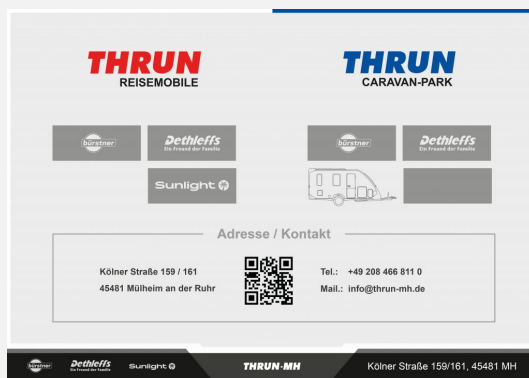 THRUN
REISEMOBILE
THRUN
CARAVAN-PARK
bürstner
Dethleffs
Ein Freund der Familie
Sunlight
bürstner
Dethleffs
Ein Freund der Familie
Adresse / Kontakt
Kölner Straße 159 / 161
45481 Mülheim an der Ruhr
Tel.: +49 208 466 811 0
Mail.: info@thrun-mh.de
bürstner
Dethleffs
Ein Freund der Familie
Sunlight
THRUN-MH
Kölner Straße 159/161, 45481 MH